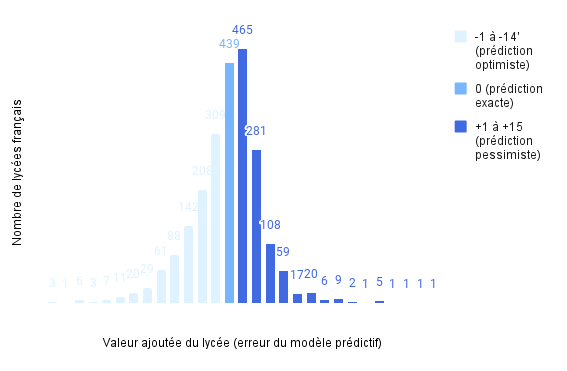 465
439
309
281
208
142
108
88
61
59
29
20
11
7
3
6
1
3
17
20
6
9
2
1
5
1
1
1
1
-1 à -14'
(prédiction
optimiste)
0 (prédiction
exacte)
+1 à +15
(prédiction
pessimiste)
Nombre de lycées français
Valeur ajoutée du lycée (erreur du modèle prédictif)